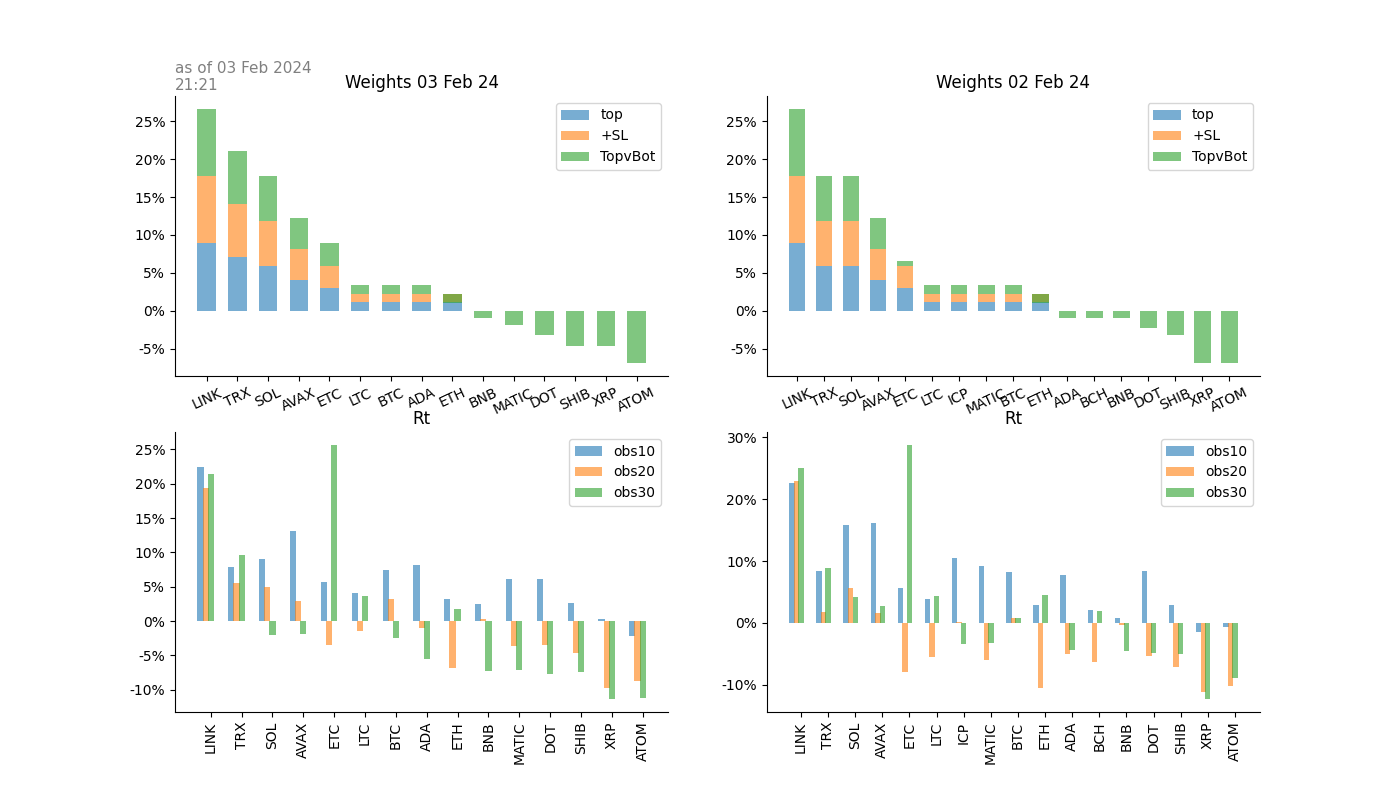 as of 03 Feb 2024
21:21
Weights 03 Feb 24
25%
20%
15%
10%
5%
0%
-5%
top
+SL
TopvBot
LINK TRX SOL AVAX ETC LTC BTC ADA ETH BNB MATIC DOT SHIB XRP ATOM
Weights 02 Feb 24
25%
20%
15%
10%
5%
0%
-5%
top
+SL
TopvBot
LINK TRX SOL AVAX ETC LTC ICP MATIC BTC ETH ADA BCH BNB DOT SHIB XRP ATOM
Rt
25%
20%
15%
10%
5%
0%
-5%
-10%
obs10
obs20
obs30
LINK TRX SOL AVAX ETC LTC BTC ADA ETH BNB MATIC DOT SHIB XRP ATOM
Rt
30%
20%
10%
0%
-10%
obs10
obs20
obs30
LINK TRX SOL AVAX ETC LTC ICP MATIC BTC ETH ADA BCH BNB DOT SHIB XRP ATOM